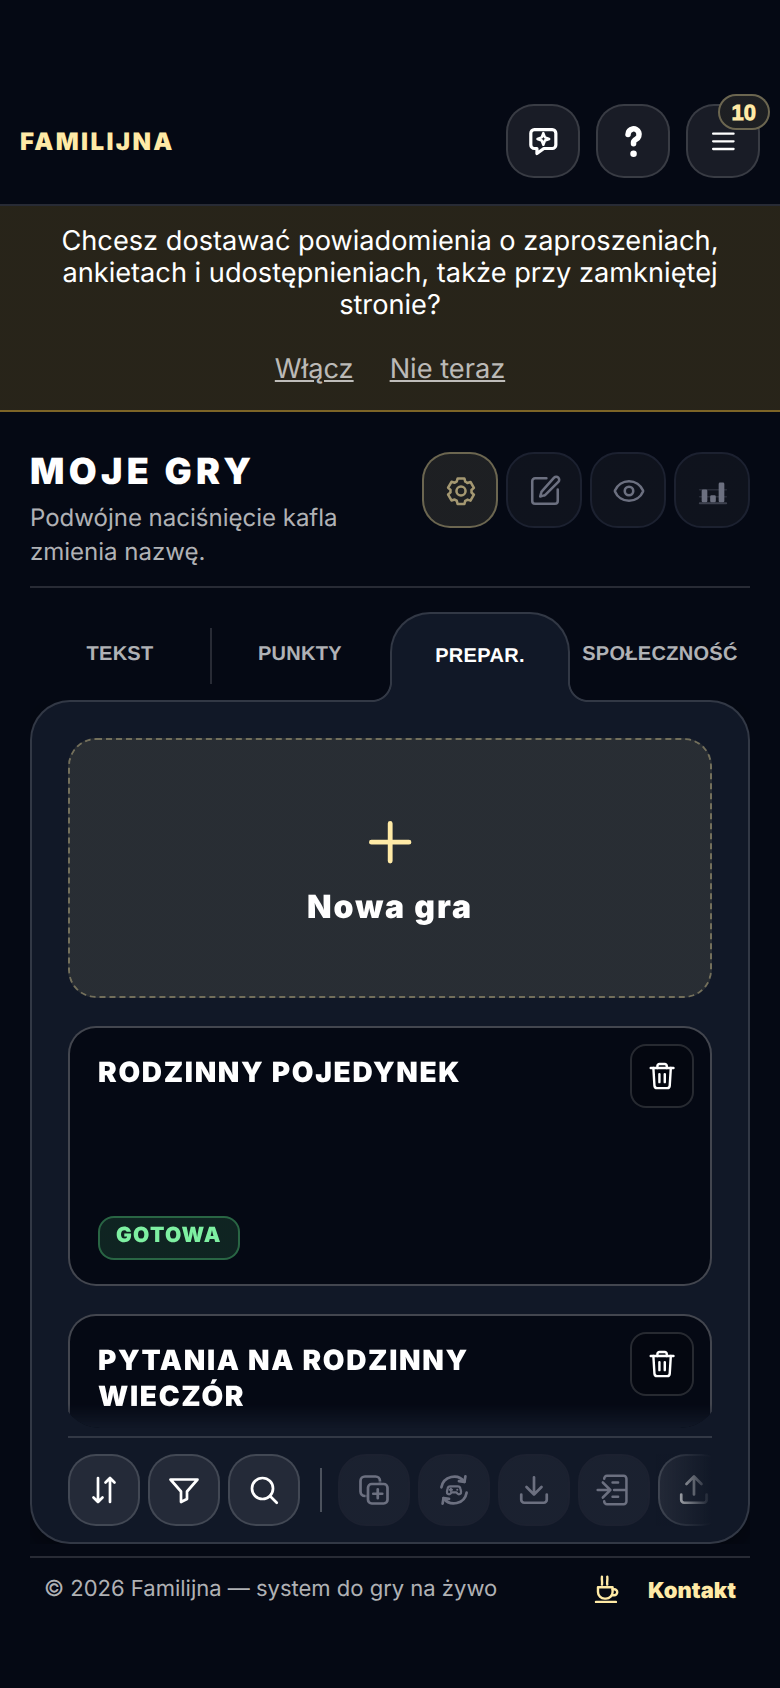 FAMILIJNA
?
10
Chcesz dostawać powiadomienia o zaproszeniach,
ankietach i udostępnieniach, także przy zamkniętej
stronie?
Włącz Nie teraz
MOJE GRY
Podwójne naciśnięcie kafla
zmienia nazwę.
TEKST PUNKTY PREPAR. SPOŁECZNOŚĆ
Nowa gra
RODZINNY POJEDYNEK
GOTOWA
PYTANIA NA RODZINNY
WIECZÓR
© 2026 Familijna — system do gry na żywo
Kontakt